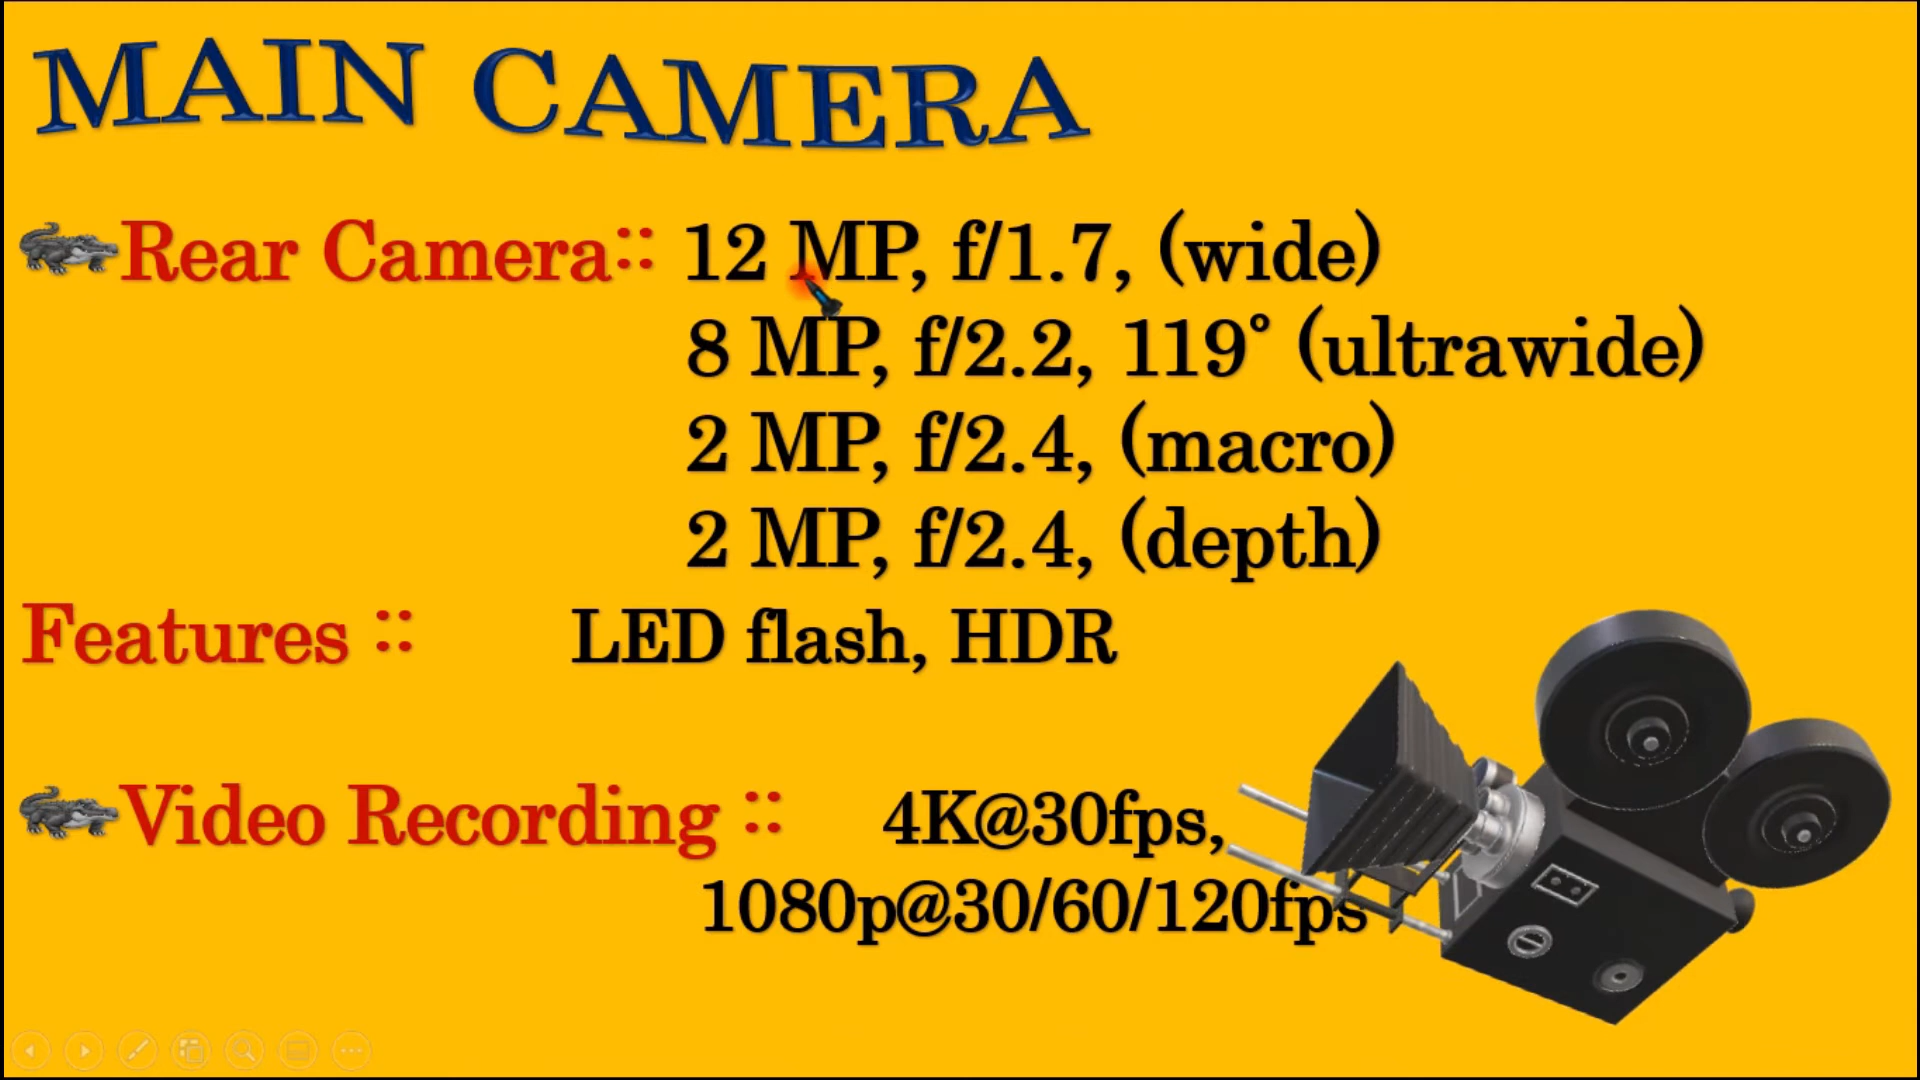 MAIN CAMERA
Rear Camera:: 12 MP, f/1.7, (wide)
8 MP, f/2.2, 119° (ultrawide)
2 MP, f/2.4, (macro)
2 MP, f/2.4, (depth)
Features :: LED flash, HDR
Video Recording :: 4K@30fps,
1080p@30/60/120fps